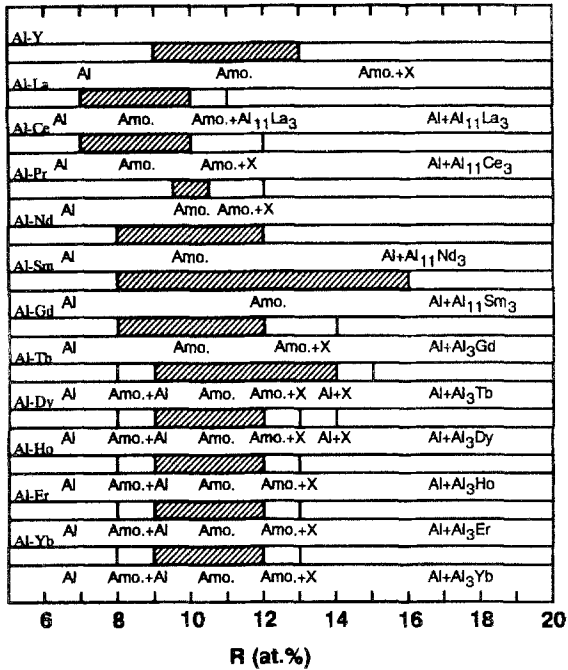 Al-Y
Al Amo. Amo.+X
Al-La
Al Amo. Amo.+Al11La3 Al+Al11La3
Al-Ce
Al Amo. Amo.+X Al+Al11Ce3
Al-Pr
Al Amo. Amo.+X
Al-Nd
Al Amo. Al+Al11Nd3
Al-Sm
Al Amo. Al+Al11Sm3
Al-Gd
Al Amo. Amo.+X Al+Al3Gd
Al-Tb
Al Amo.+Al Amo. Amo.+X Al+X Al+Al3Tb
Al-Dy
Al Amo.+Al Amo. Amo.+X Al+X Al+Al3Dy
Al-Ho
Al Amo.+Al Amo. Amo.+X Al+Al3Ho
Al-Er
Al Amo.+Al Amo. Amo.+X Al+Al3Er
Al-Yb
Al Amo.+Al Amo. Amo.+X Al+Al3Yb
6 8 10 12 14 16 18 20
R (at.%)